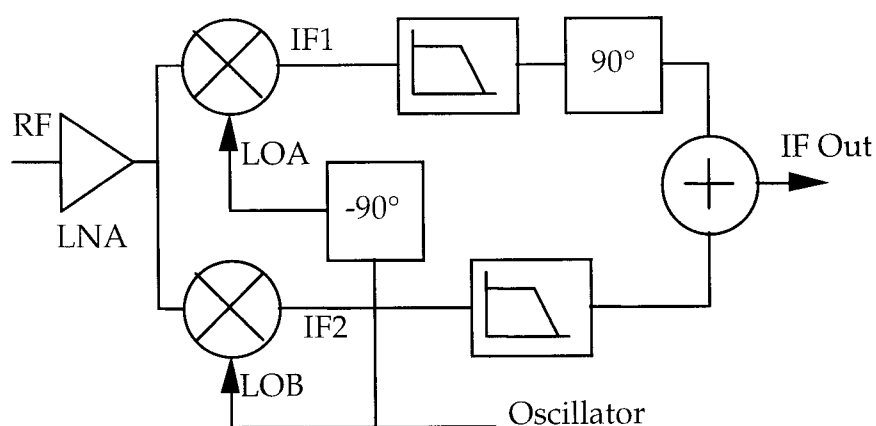 IF1
90°
RF
LOA
IF Out
-90°
+
LNA
IF2
LOB
Oscillator